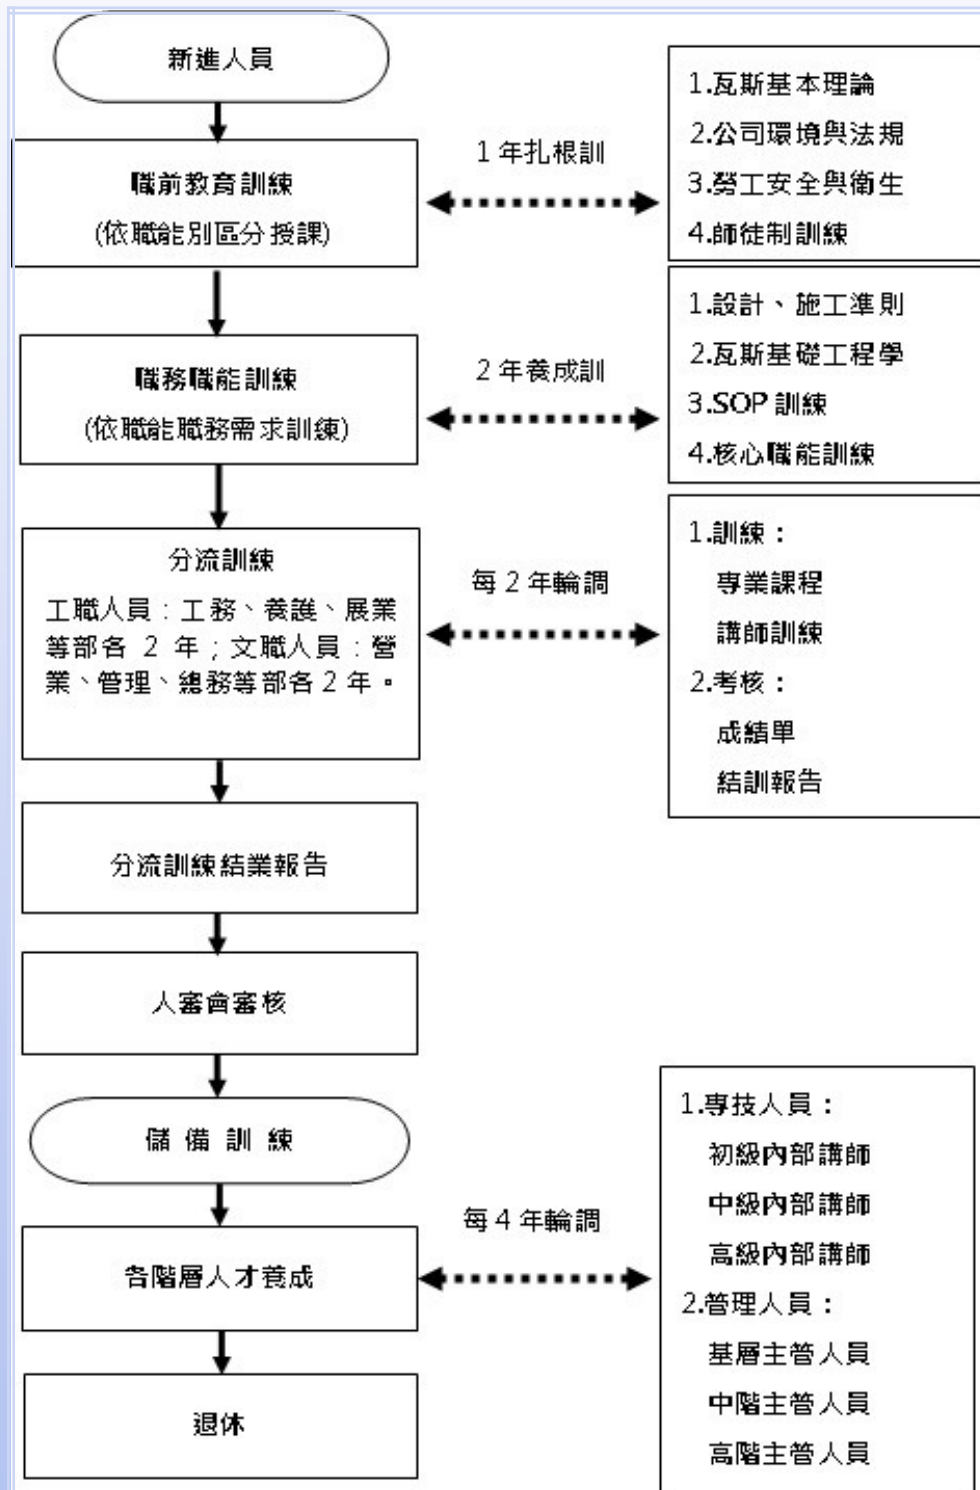 新進人員
職前教育訓練
(依職能別區分授課)
1 年扎根訓
1.瓦斯基本理論
2.公司環境與法規
3.勞工安全與衛生
4.師徒制訓練
職務職能訓練
(依職能職務需求訓練)
2 年養成訓
1.設計、施工準則
2.瓦斯基礎工程學
3.SOP 訓練
4.核心職能訓練
分流訓練
工職人員：工務、養護、展業
等部各 2 年；文職人員：營
業、管理、總務等部各 2 年。
每 2 年輪調
1.訓練：
專業課程
講師訓練
2.考核：
成績單
結訓報告
分流訓練結業報告
人審會審核
儲 備 訓 練
各階層人才養成
每 4 年輪調
1.專技人員：
初級內部講師
中級內部講師
高級內部講師
2.管理人員：
基層主管人員
中階主管人員
高階主管人員
退休